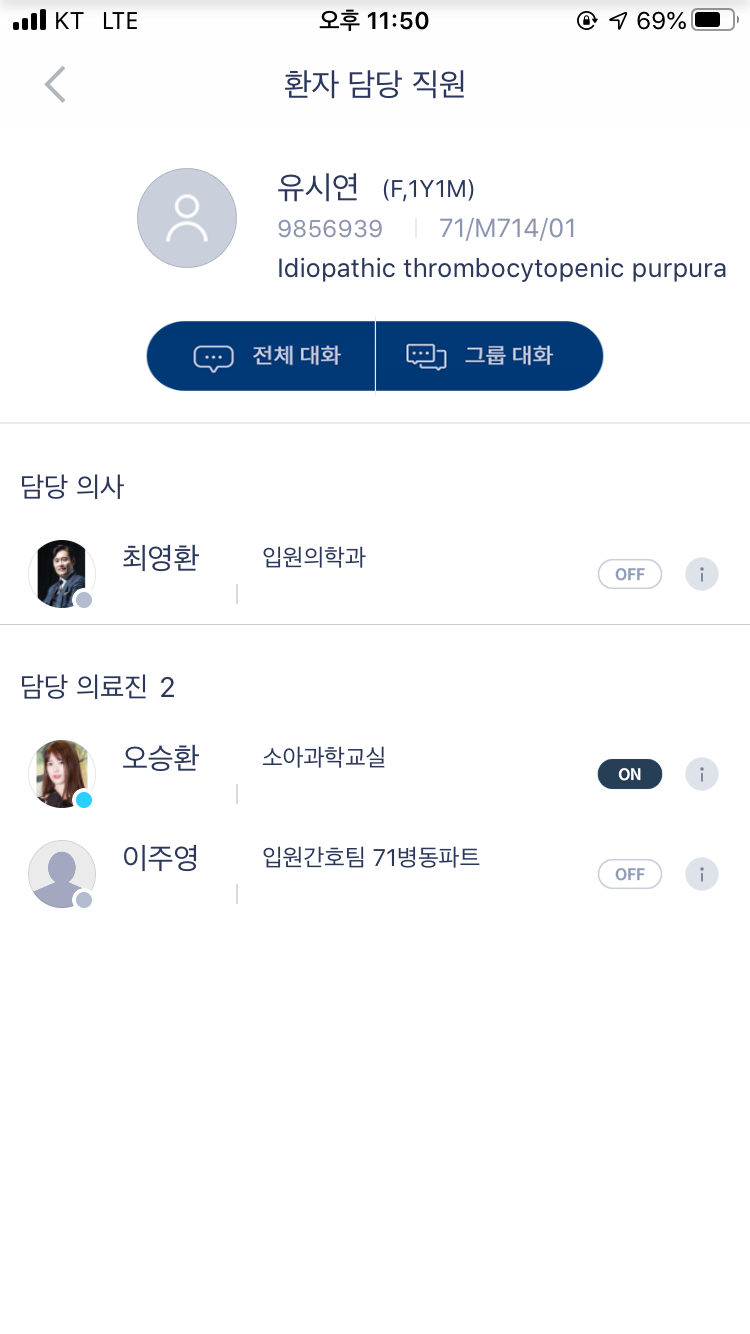 KT LTE 오후 11:50 69%
환자 담당 직원
유시연 (F,1Y1M)
9856939 71/M714/01
Idiopathic thrombocytopenic purpura
전체 대화 그룹 대화
담당 의사
최영환 입원의학과 OFF
담당 의료진 2
오승환 소아과학교실 ON
이주영 입원간호팀 71병동파트 OFF